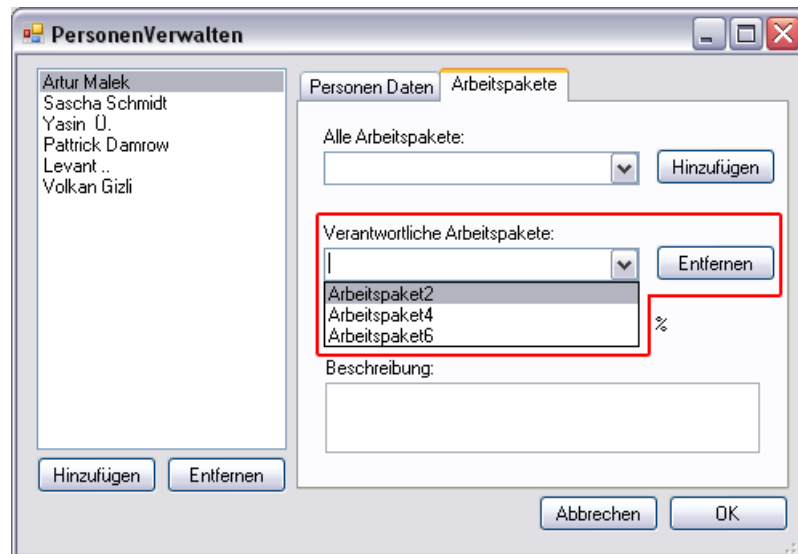 PersonenVerwalten
Artur Malek
Sascha Schmidt
Yasin Ü.
Pattrick Damrow
Levant ..
Volkan Gizli
Hinzufügen Entfernen
Personen Daten Arbeitspakete
Alle Arbeitspakete:
Hinzufügen
Verantwortliche Arbeitspakete:
Entfernen
Arbeitspaket2
Arbeitspaket4
Arbeitspaket6
%
Beschreibung:
Abbrechen OK